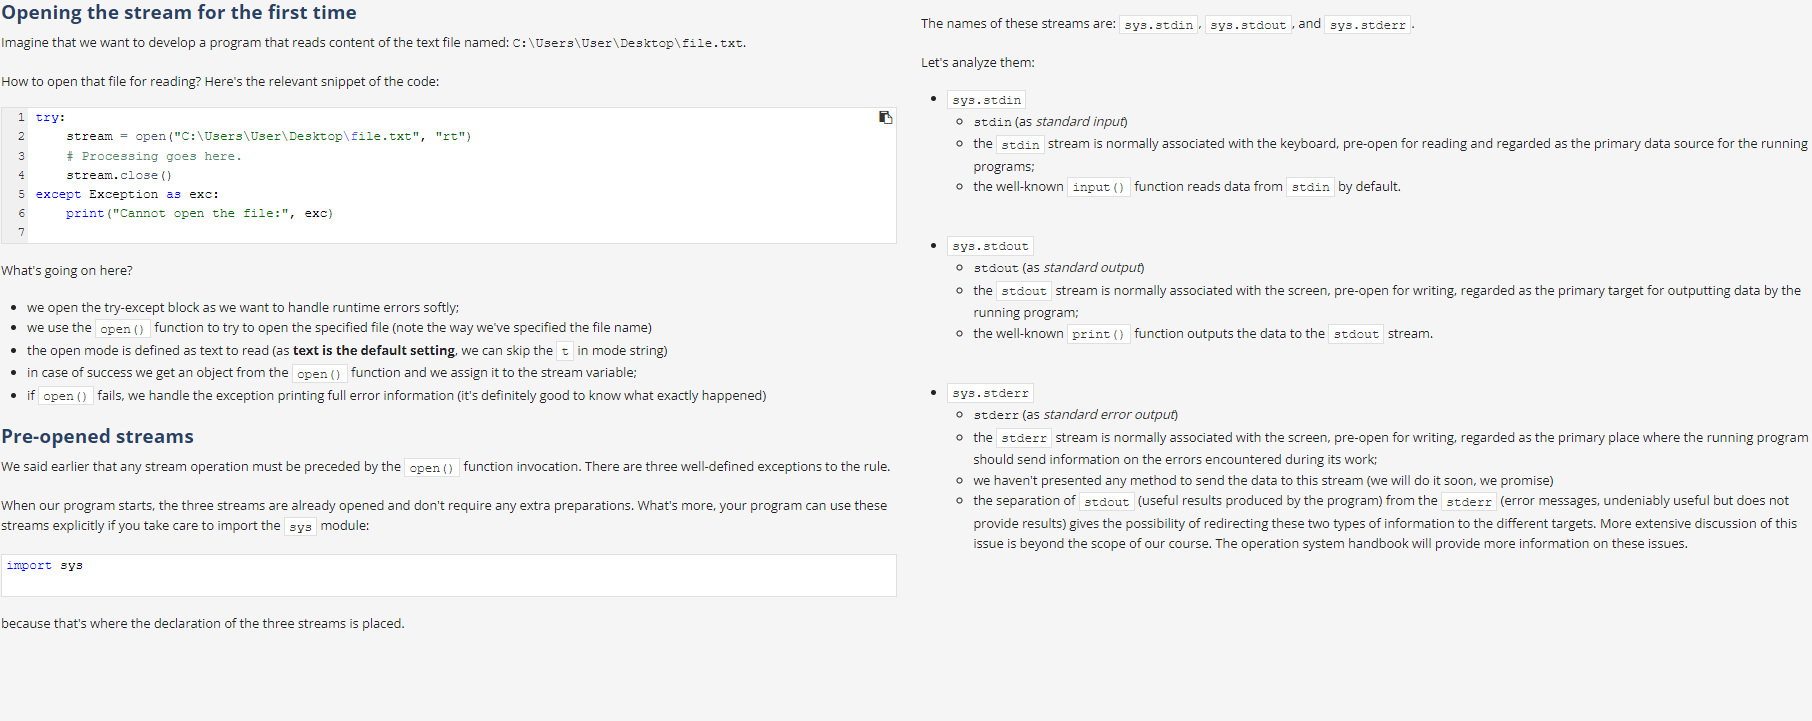 Opening the stream for the first time
Imagine that we want to develop a program that reads content of the text file named: C:\Users\User\Desktop\file.txt.
How to open that file for reading? Here's the relevant snippet of the code:
1 try:
2     stream = open("C:\Users\User\Desktop\file.txt", "rt")
3     # Processing goes here.
4     stream.close()
5 except Exception as exc:
6     print("Cannot open the file:", exc)
7
What's going on here?
• we open the try-except block as we want to handle runtime errors softly;
• we use the open() function to try to open the specified file (note the way we've specified the file name)
• the open mode is defined as text to read (as text is the default setting, we can skip the t in mode string)
• in case of success we get an object from the open() function and we assign it to the stream variable;
• if open() fails, we handle the exception printing full error information (it's definitely good to know what exactly happened)
Pre-opened streams
We said earlier that any stream operation must be preceded by the open() function invocation. There are three well-defined exceptions to the rule.
When our program starts, the three streams are already opened and don't require any extra preparations. What's more, your program can use these
streams explicitly if you take care to import the sys module:
import sys
because that's where the declaration of the three streams is placed.
The names of these streams are: sys.stdin, sys.stdout, and sys.stderr.
Let's analyze them:
• sys.stdin
◦ stdin (as standard input)
◦ the stdin stream is normally associated with the keyboard, pre-open for reading and regarded as the primary data source for the running
programs;
◦ the well-known input() function reads data from stdin by default.
• sys.stdout
◦ stdout (as standard output)
◦ the stdout stream is normally associated with the screen, pre-open for writing, regarded as the primary target for outputting data by the
running program;
◦ the well-known print() function outputs the data to the stdout stream.
• sys.stderr
◦ stderr (as standard error output)
◦ the stderr stream is normally associated with the screen, pre-open for writing, regarded as the primary place where the running program
should send information on the errors encountered during its work;
◦ we haven't presented any method to send the data to this stream (we will do it soon, we promise)
◦ the separation of stdout (useful results produced by the program) from the stderr (error messages, undeniably useful but does not
provide results) gives the possibility of redirecting these two types of information to the different targets. More extensive discussion of this
issue is beyond the scope of our course. The operation system handbook will provide more information on these issues.